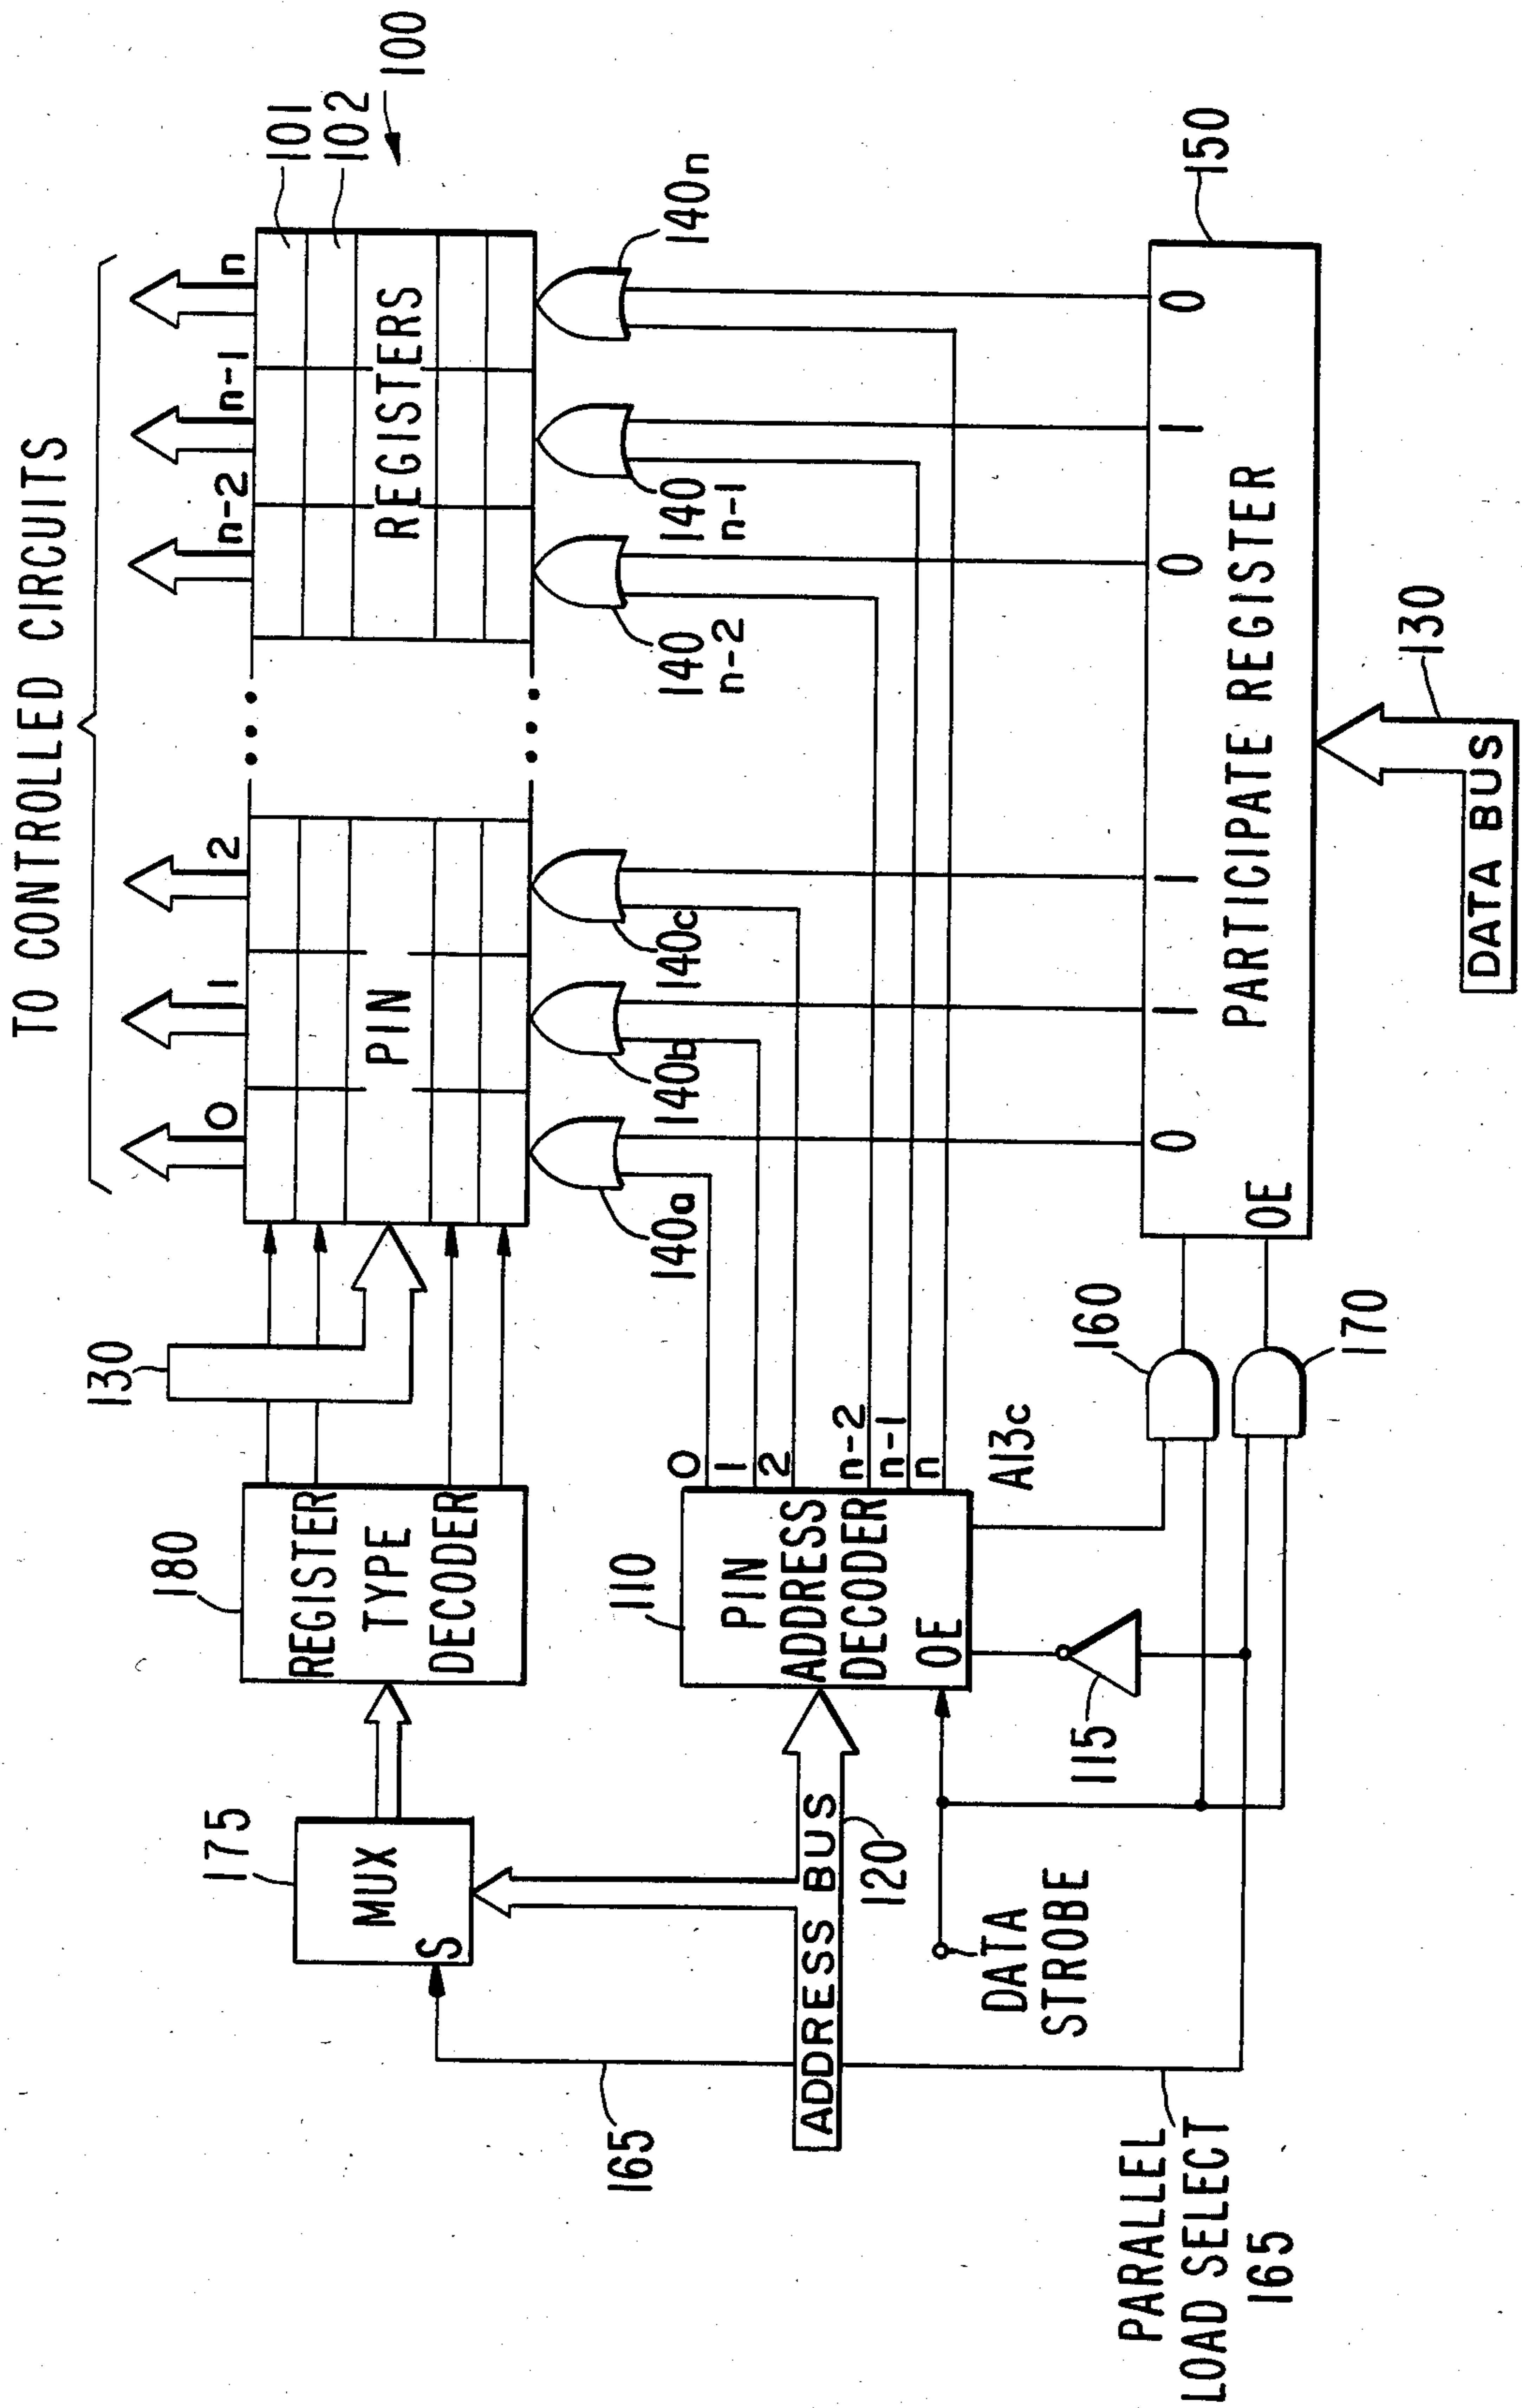 TO CONTROLLED CIRCUITS
0
1
2
n-2
n-1
n
101
102
100
130
180
REGISTER
TYPE
DECODER
175
MUX
S
PIN
REGISTERS
140a
140b
140c
140
n-2
140
n-1
140n
165
ADDRESS BUS
120
110
PIN
ADDRESS
DECODER
OE
0
1
2
n-2
n-1
n
A13c
DATA
STROBE
115
160
170
150
0
1
1
0
1
0
OE
PARTICIPATE REGISTER
PARALLEL
LOAD SELECT
165
130
DATA BUS